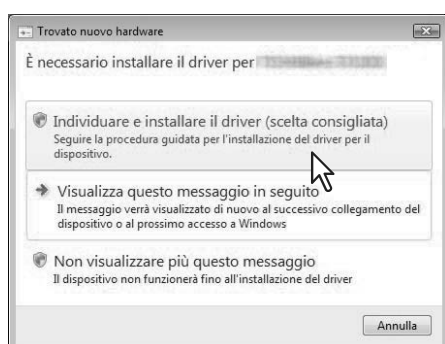 Trovato nuovo hardware
È necessario installare il driver per
Individuare e installare il driver (scelta consigliata)
Seguire la procedura guidata per l'installazione del driver per il
dispositivo.
Visualizza questo messaggio in seguito
Il messaggio verrà visualizzato di nuovo al successivo collegamento del
dispositivo o al prossimo accesso a Windows
Non visualizzare più questo messaggio
Il dispositivo non funzionerà fino all'installazione del driver
Annulla